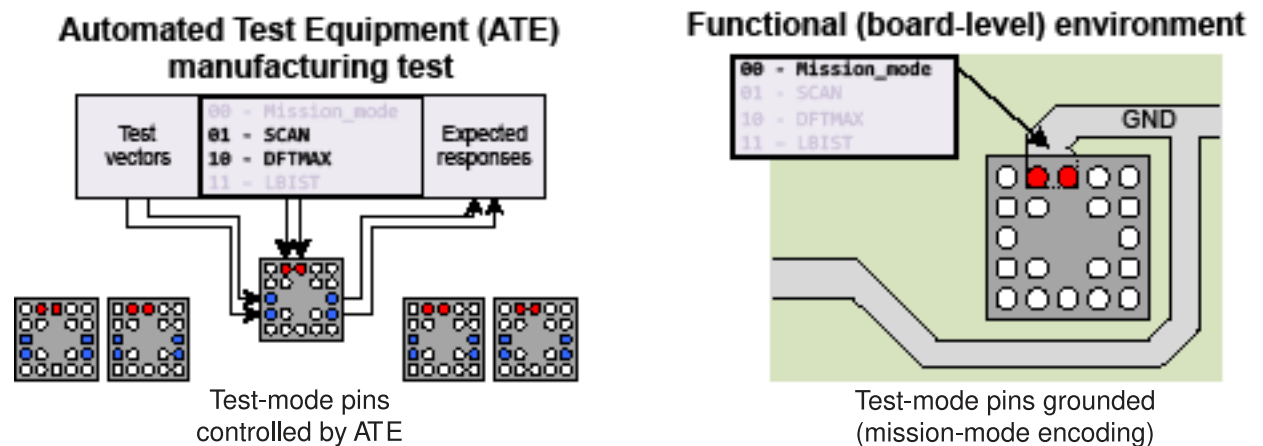 Automated Test Equipment (ATE)
manufacturing test
Test
vectors
00 - Mission_mode
01 - SCAN
10 - DFTMAX
11 - LBIST
Expected
responses
Test-mode pins
controlled by ATE
Functional (board-level) environment
00 - Mission_mode
01 - SCAN
10 - DFTMAX
11 - LBIST
GND
Test-mode pins grounded
(mission-mode encoding)